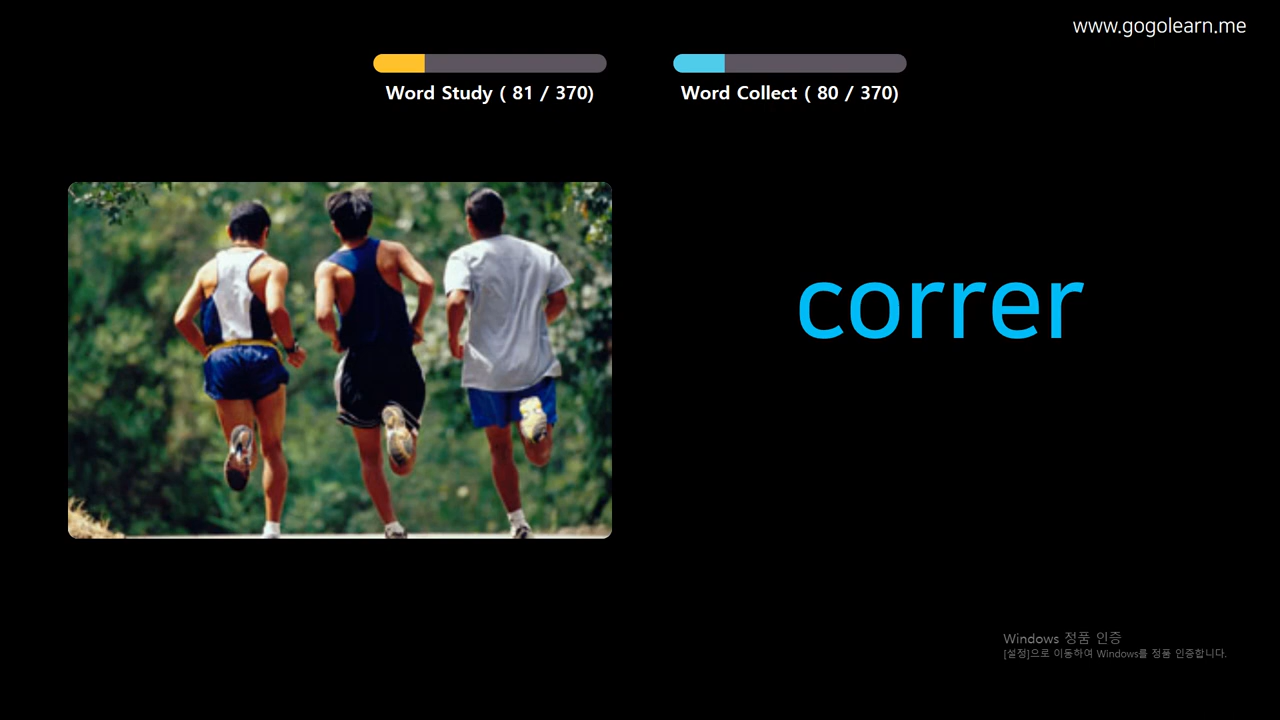 www.gogolearn.me
Word Study ( 81 / 370)
Word Collect ( 80 / 370)
correr
Windows 정품 인증
[설정]으로 이동하여 Windows를 정품 인증합니다.